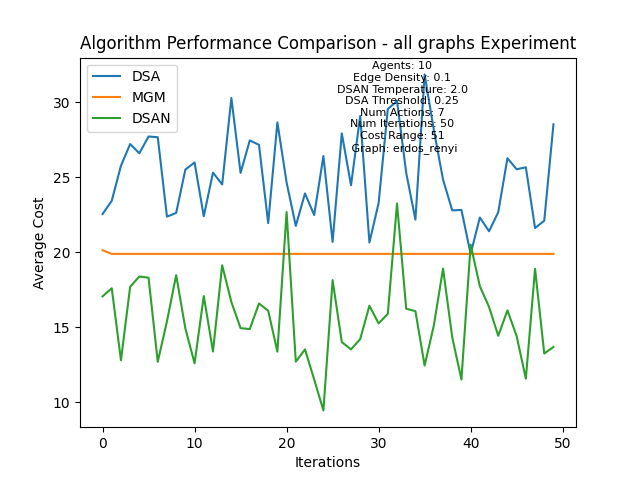 Algorithm Performance Comparison - all graphs Experiment
DSA
MGM
DSAN
Agents: 10
Edge Density: 0.1
DSAN Temperature: 2.0
DSA Threshold: 0.25
Num Actions: 7
Num Iterations: 50
Cost Range: 51
Graph: erdos_renyi
Average Cost
30
25
20
15
10
0
10
20
30
40
50
Iterations